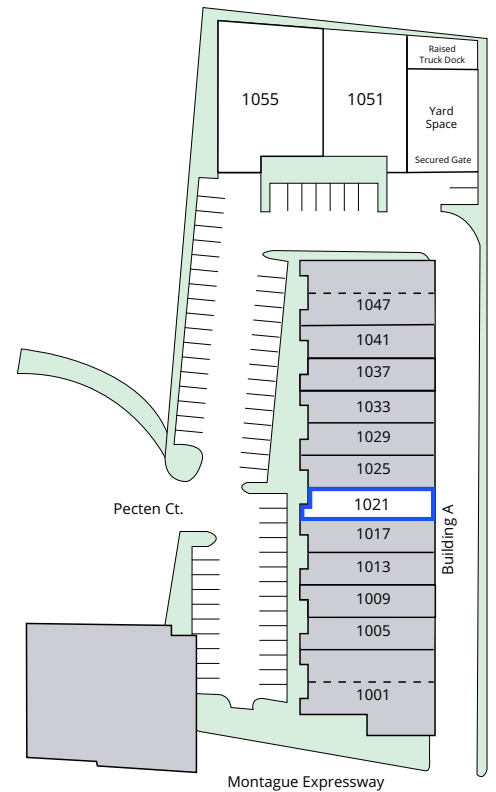 Raised
Truck Dock
1055
1051
Yard
Space
Secured Gate
1047
1041
1037
1033
1029
1025
1021
Pecten Ct.
1017
Building A
1013
1009
1005
1001
Montague Expressway